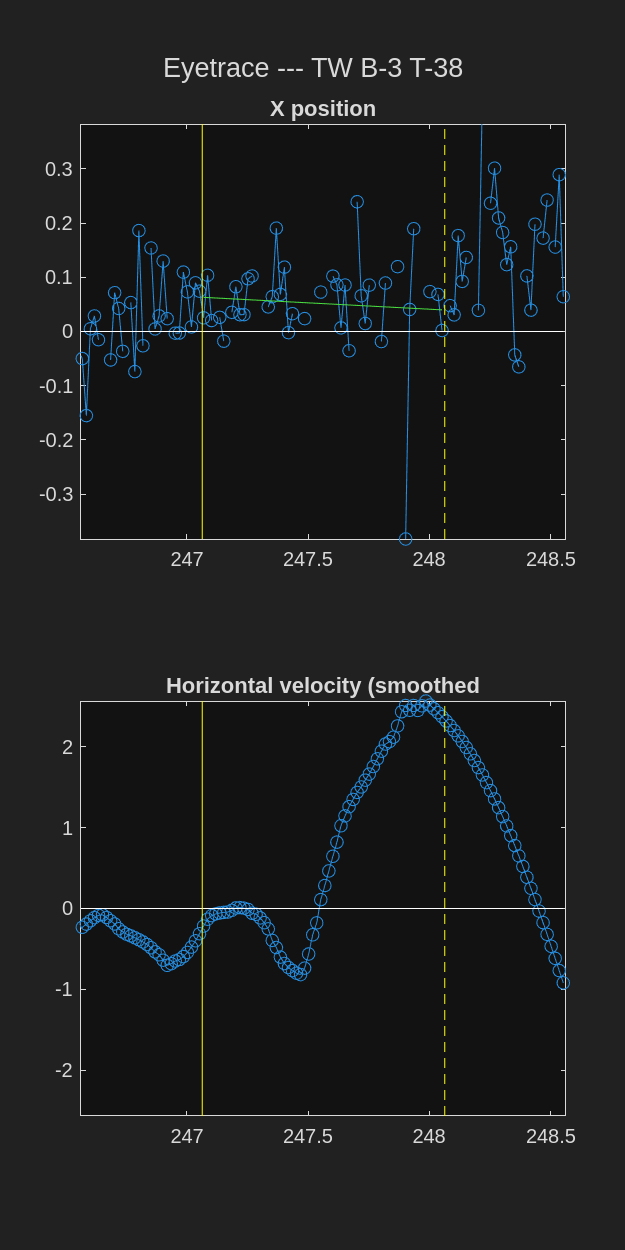 Eyetrace --- TW B-3 T-38
X position
0.3
0.2
0.1
0
-0.1
-0.2
-0.3
247 247.5 248 248.5
Horizontal velocity (smoothed
2
1
0
-1
-2
247 247.5 248 248.5